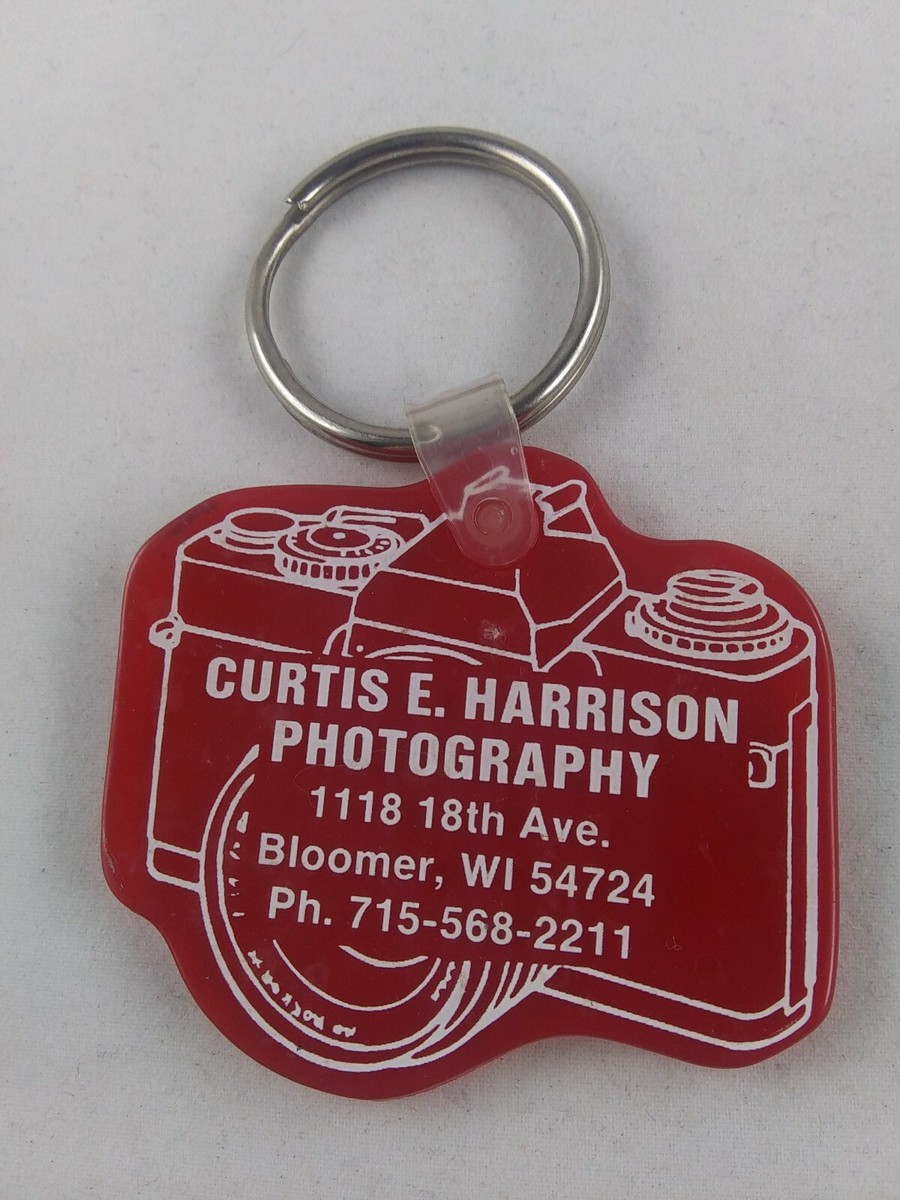 CURTIS E. HARRISON
PHOTOGRAPHY
1118 18th Ave.
Bloomer, WI 54724
Ph. 715-568-2211